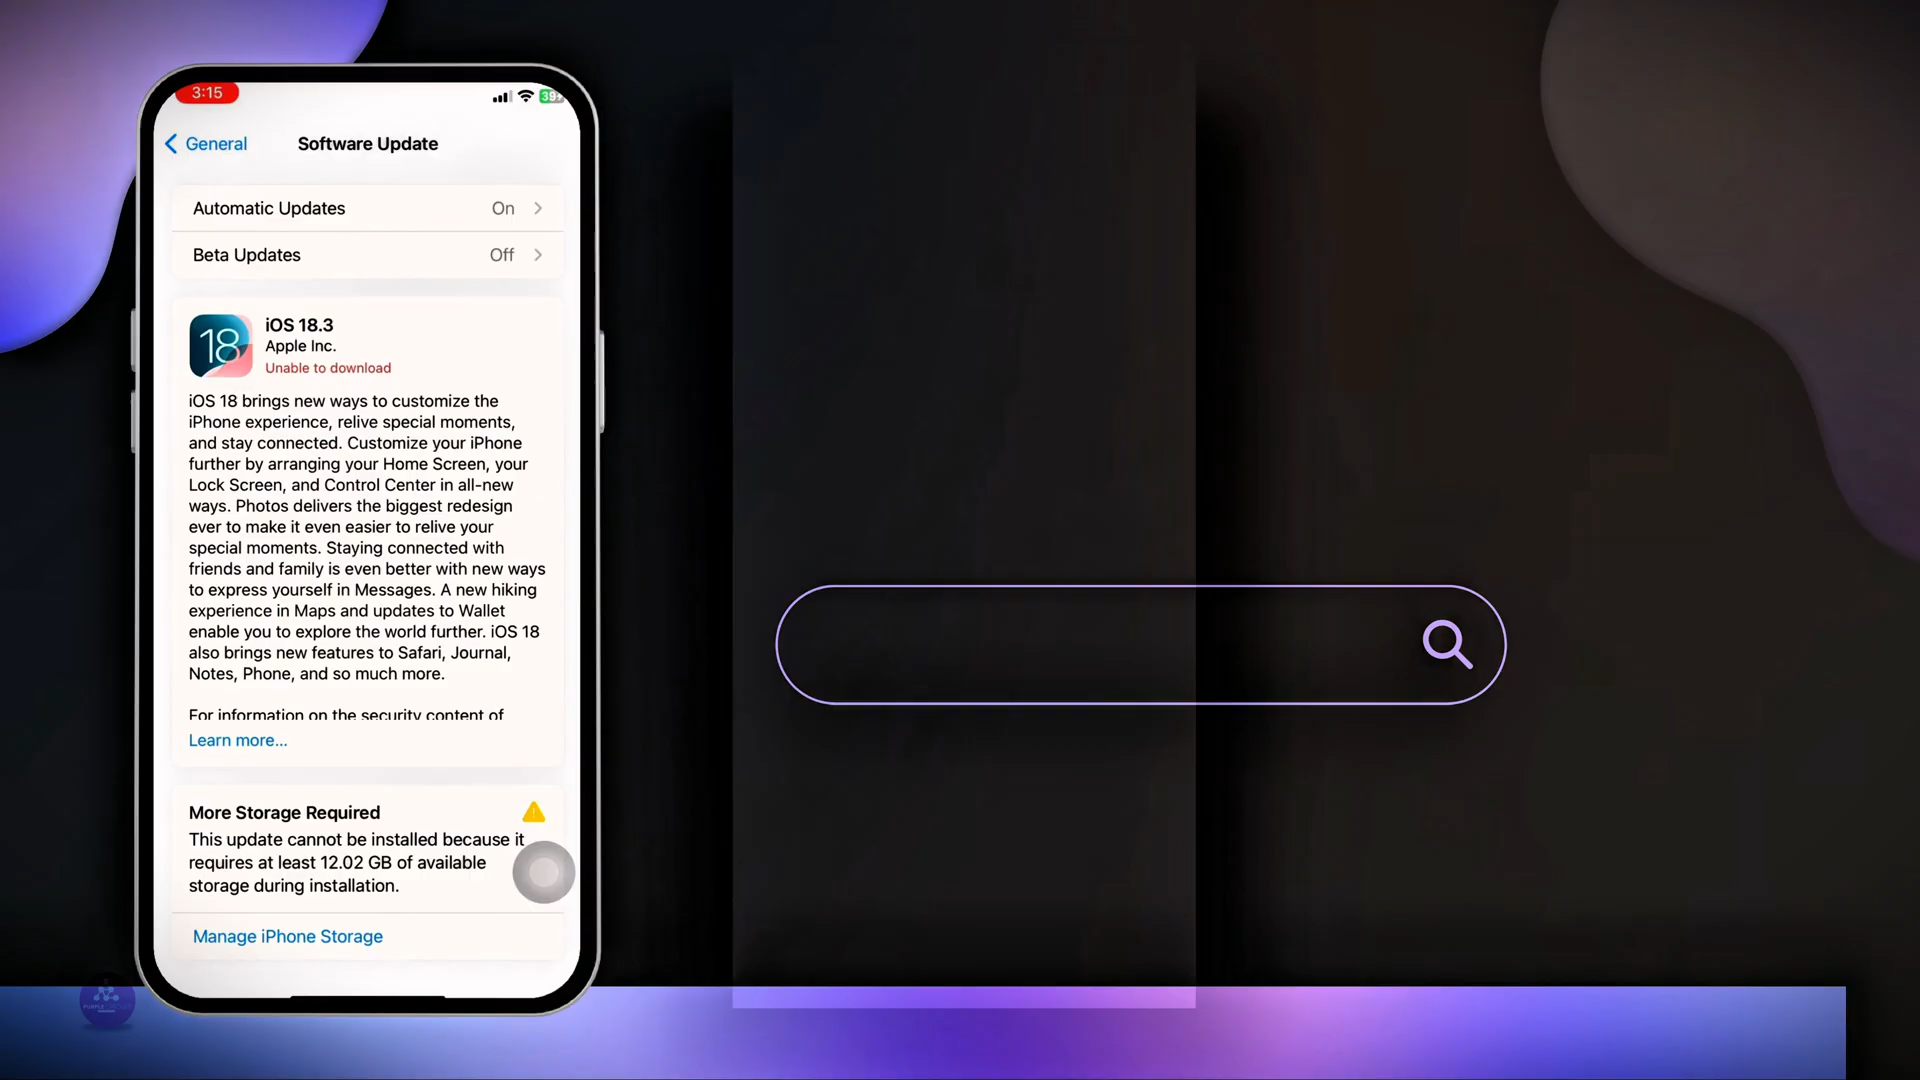 3:15
39
General
Software Update
Automatic Updates
On
Beta Updates
Off
18
iOS 18.3
Apple Inc.
Unable to download
iOS 18 brings new ways to customize the
iPhone experience, relive special moments,
and stay connected. Customize your iPhone
further by arranging your Home Screen, your
Lock Screen, and Control Center in all-new
ways. Photos delivers the biggest redesign
ever to make it even easier to relive your
special moments. Staying connected with
friends and family is even better with new ways
to express yourself in Messages. A new hiking
experience in Maps and updates to Wallet
enable you to explore the world further. iOS 18
also brings new features to Safari, Journal,
Notes, Phone, and so much more.
For information on the security content of
Learn more...
More Storage Required
This update cannot be installed because it
requires at least 12.02 GB of available
storage during installation.
Manage iPhone Storage